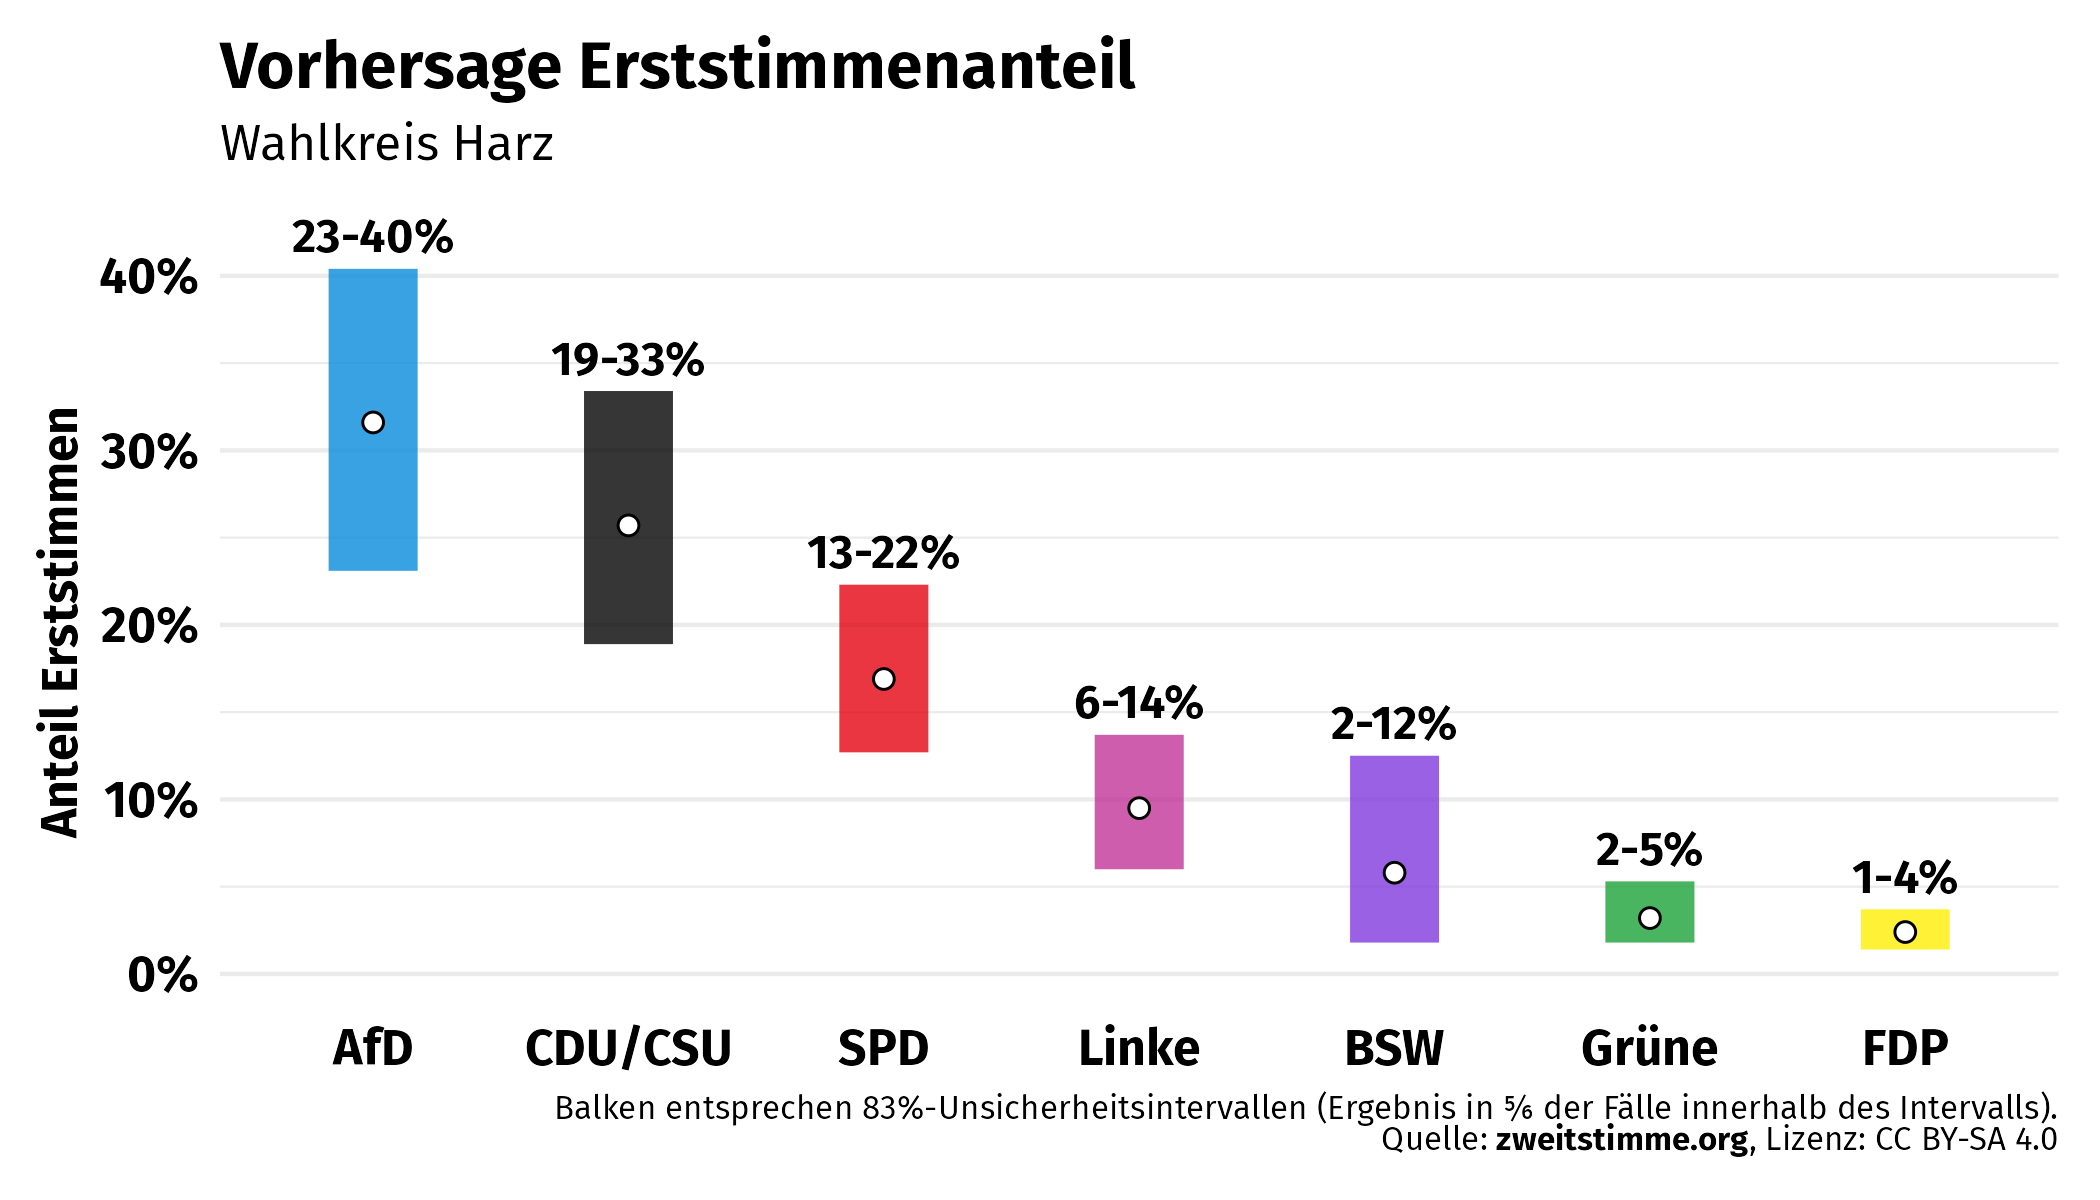 Vorhersage Erststimmenanteil
Wahlkreis Harz
Anteil Erststimmen
40%
30%
20%
10%
0%
23-40%
19-33%
13-22%
6-14%
2-12%
2-5%
1-4%
AfD
CDU/CSU
SPD
Linke
BSW
Grüne
FDP
Balken entsprechen 83%-Unsicherheitsintervallen (Ergebnis in ⅚ der Fälle innerhalb des Intervalls).
Quelle: zweitstimme.org, Lizenz: CC BY-SA 4.0